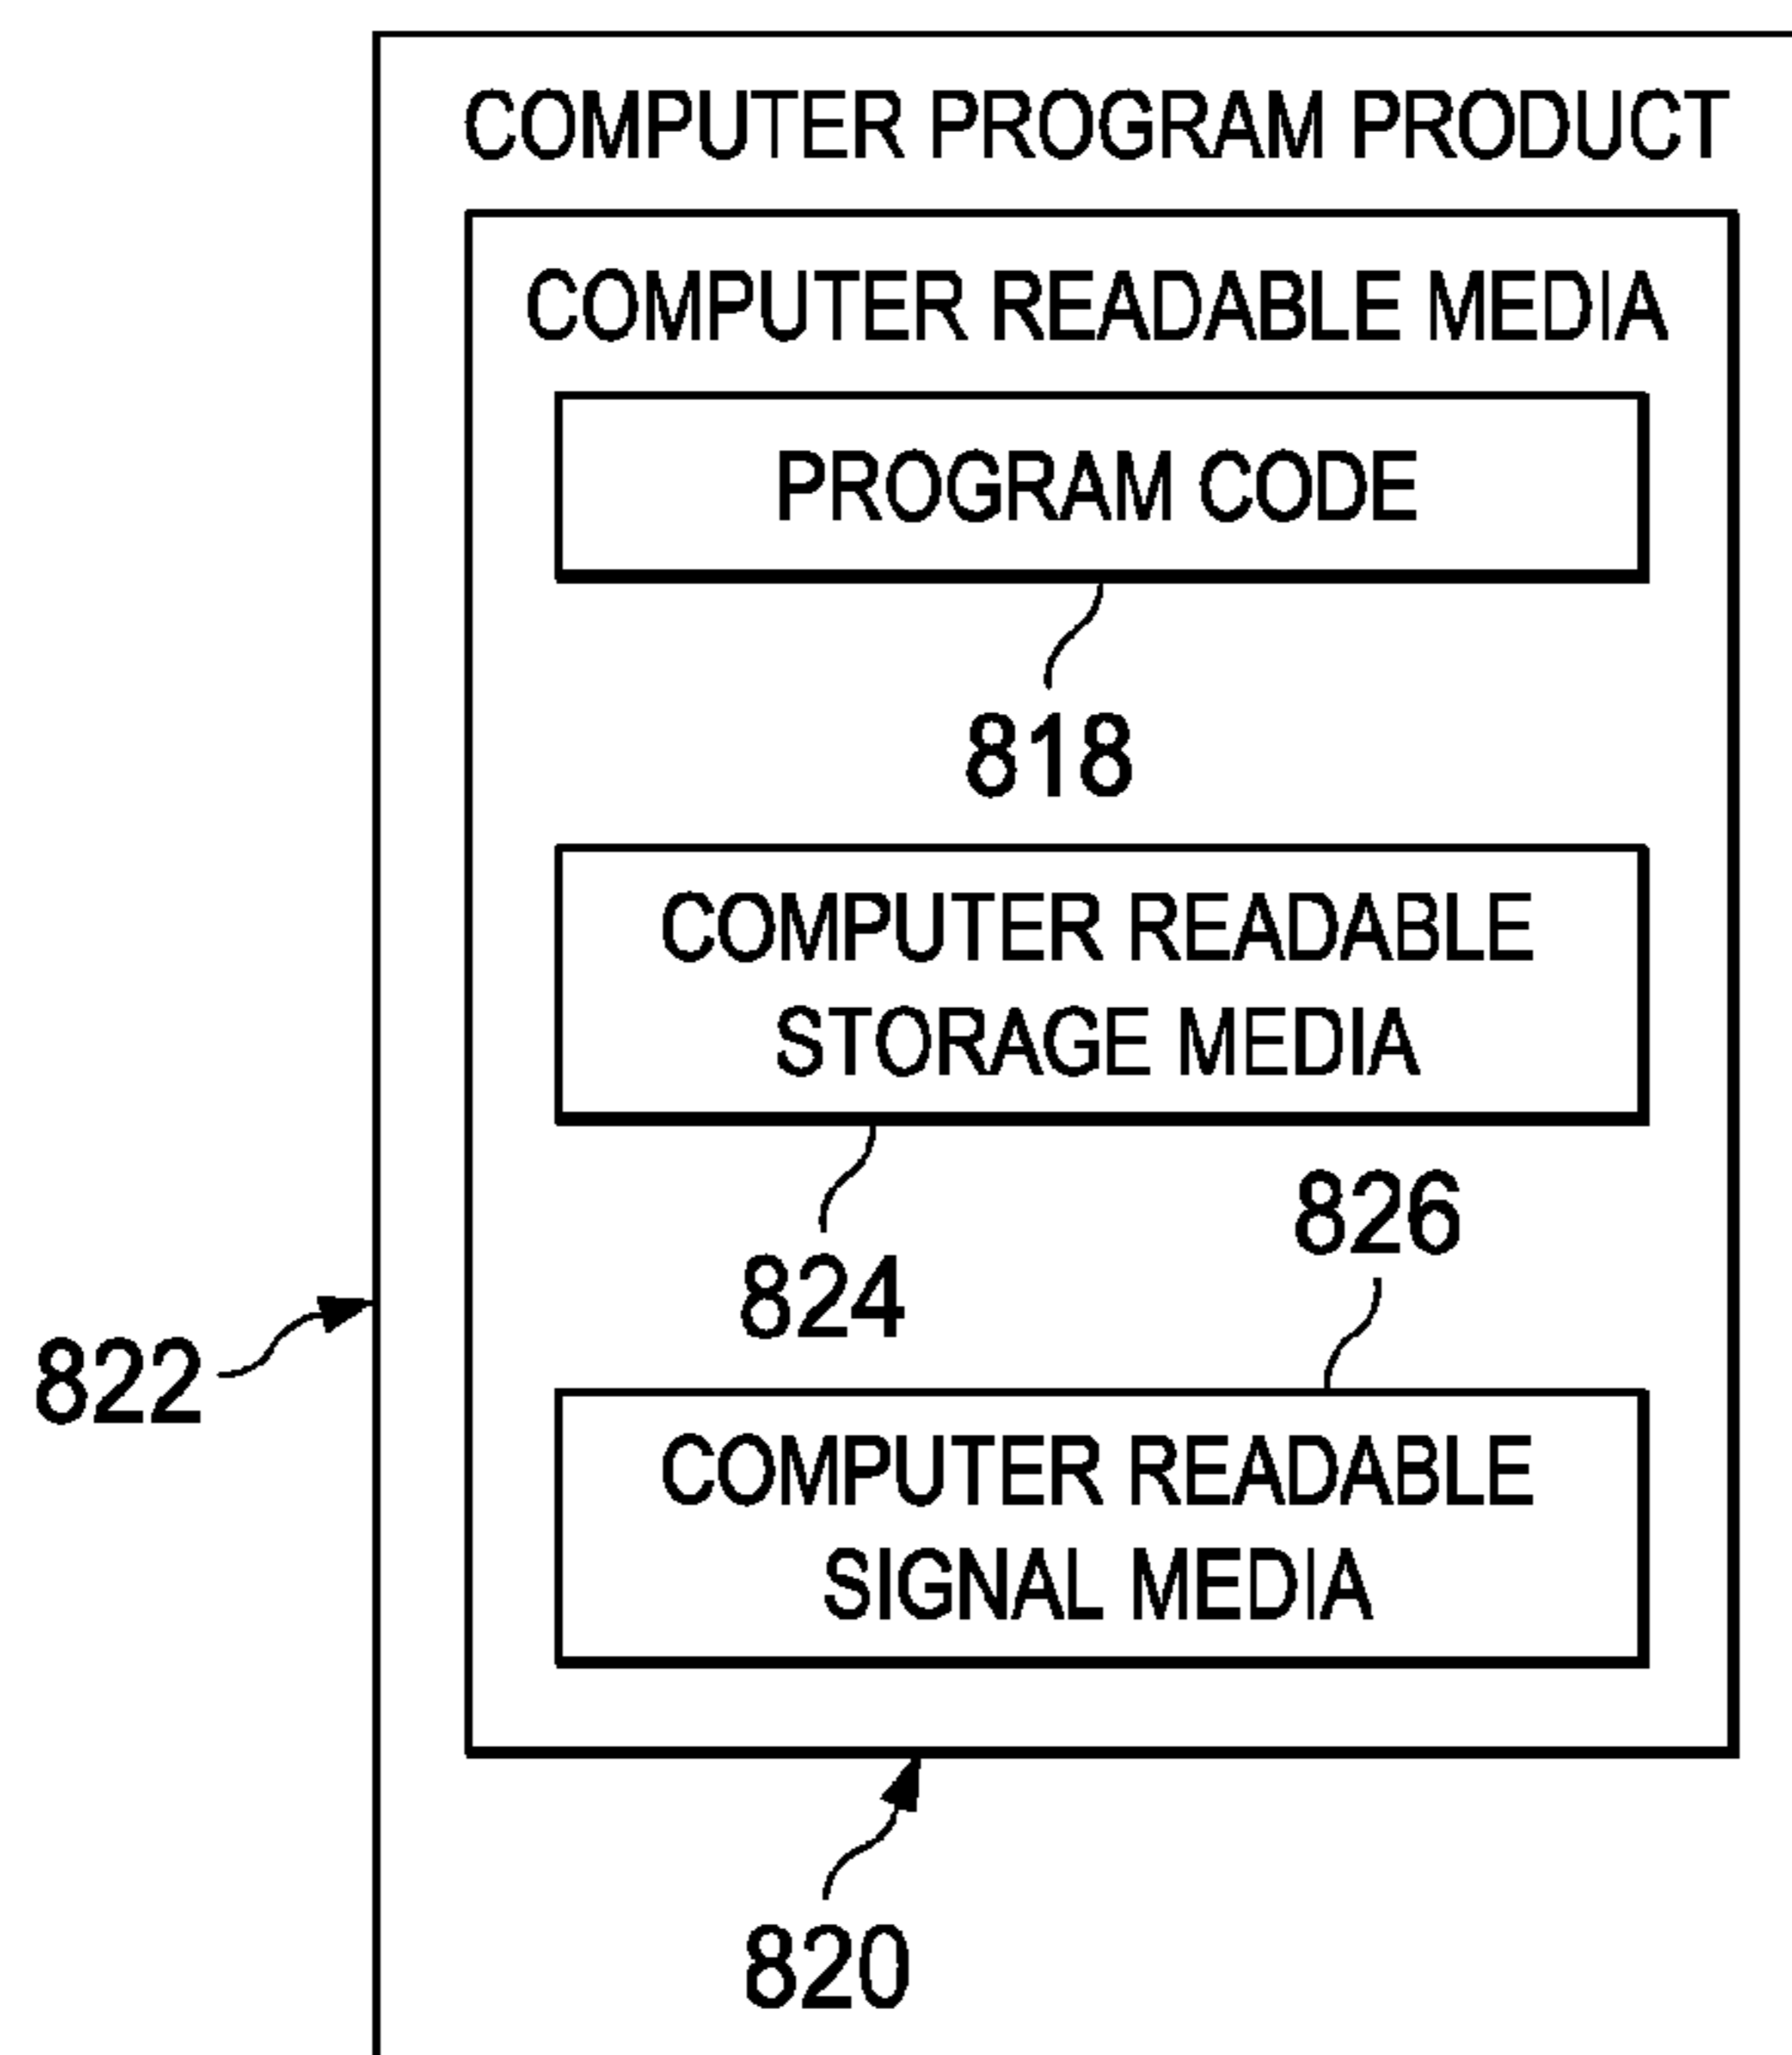 COMPUTER PROGRAM PRODUCT
COMPUTER READABLE MEDIA
PROGRAM CODE
818
COMPUTER READABLE
STORAGE MEDIA
824
826
822
COMPUTER READABLE
SIGNAL MEDIA
820